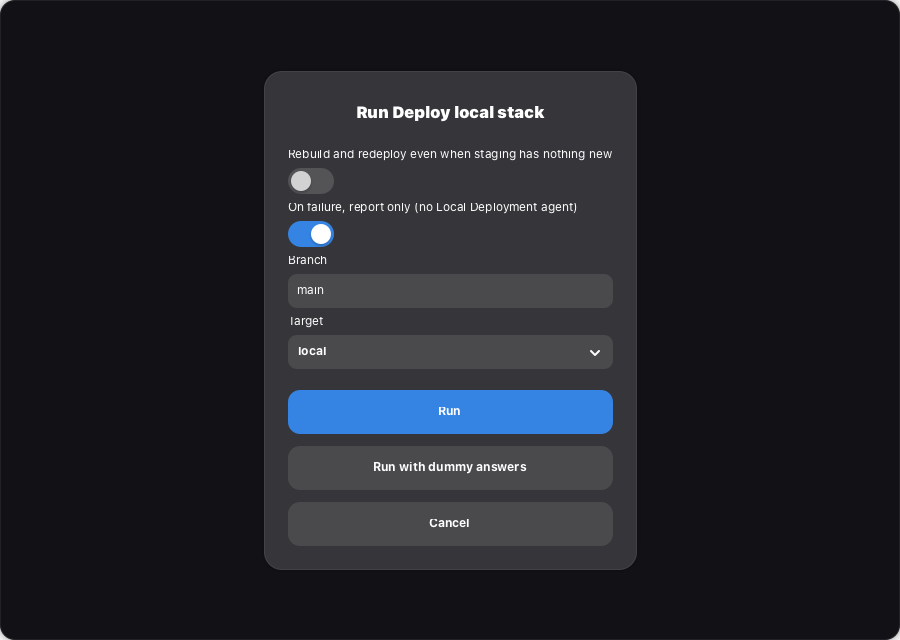 Run Deploy local stack
Rebuild and redeploy even when staging has nothing new
On failure, report only (no Local Deployment agent)
Branch
main
Target
local
Run
Run with dummy answers
Cancel